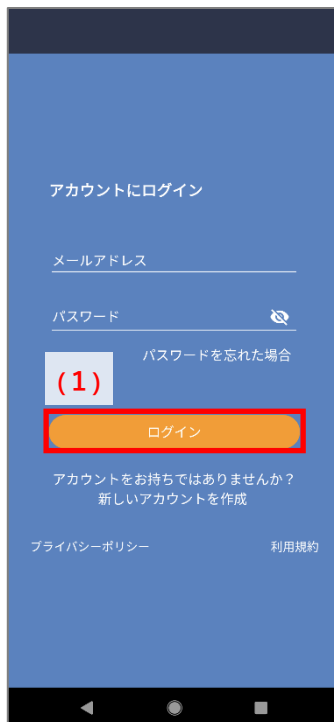 アカウントにログイン
メールアドレス
パスワード
パスワードを忘れた場合
(1)
ログイン
アカウントをお持ちではありませんか？
新しいアカウントを作成
プライバシーポリシー
利用規約